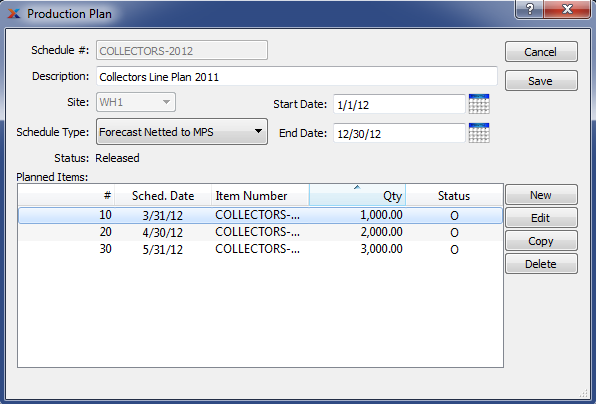 Production Plan
Schedule #: COLLECTORS-2012 Cancel
Description: Collectors Line Plan 2011 Save
Site: WH1 Start Date: 1/1/12
Schedule Type: Forecast Netted to MPS End Date: 12/30/12
Status: Released
Planned Items:
# Sched. Date Item Number Qty Status New
10 3/31/12 COLLECTORS-... 1,000.00 O Edit
20 4/30/12 COLLECTORS-... 2,000.00 O Copy
30 5/31/12 COLLECTORS-... 3,000.00 O Delete